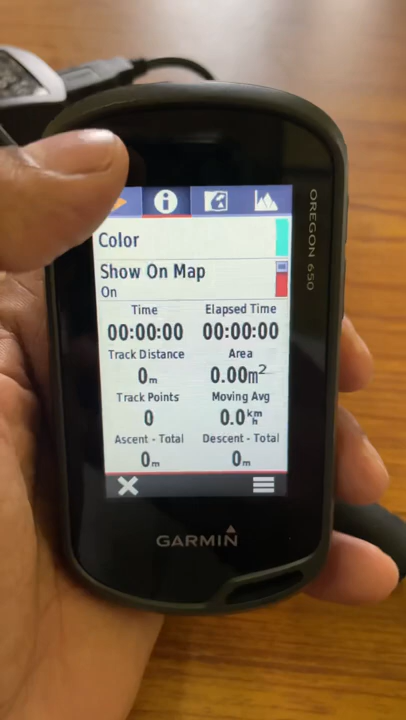 Color
Show On Map
On
Time Elapsed Time
00:00:00 00:00:00
Track Distance Area
0m 0.00m²
Track Points Moving Avg
0 0.0km/h
Ascent - Total Descent - Total
0m 0m
GARMIN
OREGON 650